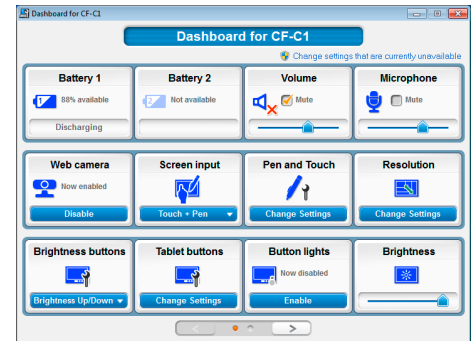 Dashboard for CF-C1
Dashboard for CF-C1
Change settings that are currently unavailable
Battery 1
Battery 2
Volume
Microphone
1
88% available
2
Not available
Mute
Mute
Discharging
Web camera
Screen input
Pen and Touch
Resolution
Now enabled
Disable
Touch + Pen
Change Settings
Change Settings
Brightness buttons
Tablet buttons
Button lights
Brightness
Now disabled
Brightness Up/Down
Change Settings
Enable